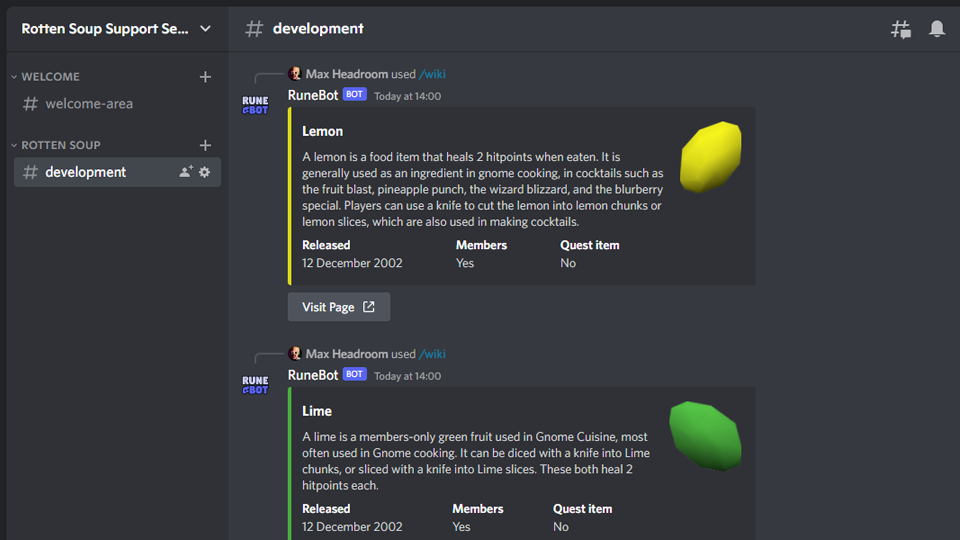 Rotten Soup Support Se...
# development
WELCOME
# welcome-area
ROTTEN SOUP
# development
Max Headroom used /wiki
RUNE BOT
RuneBot BOT Today at 14:00
Lemon
A lemon is a food item that heals 2 hitpoints when eaten. It is
generally used as an ingredient in gnome cooking, in cocktails such as
the fruit blast, pineapple punch, the wizard blizzard, and the blurberry
special. Players can use a knife to cut the lemon into lemon chunks or
lemon slices, which are also used in making cocktails.
Released Members Quest item
12 December 2002 Yes No
Visit Page
Max Headroom used /wiki
RUNE BOT
RuneBot BOT Today at 14:00
Lime
A lime is a members-only green fruit used in Gnome Cuisine, most
often used in Gnome cooking. It can be diced with a knife into Lime
chunks, or sliced with a knife into Lime slices. These both heal 2
hitpoints each.
Released Members Quest item
12 December 2002 Yes No